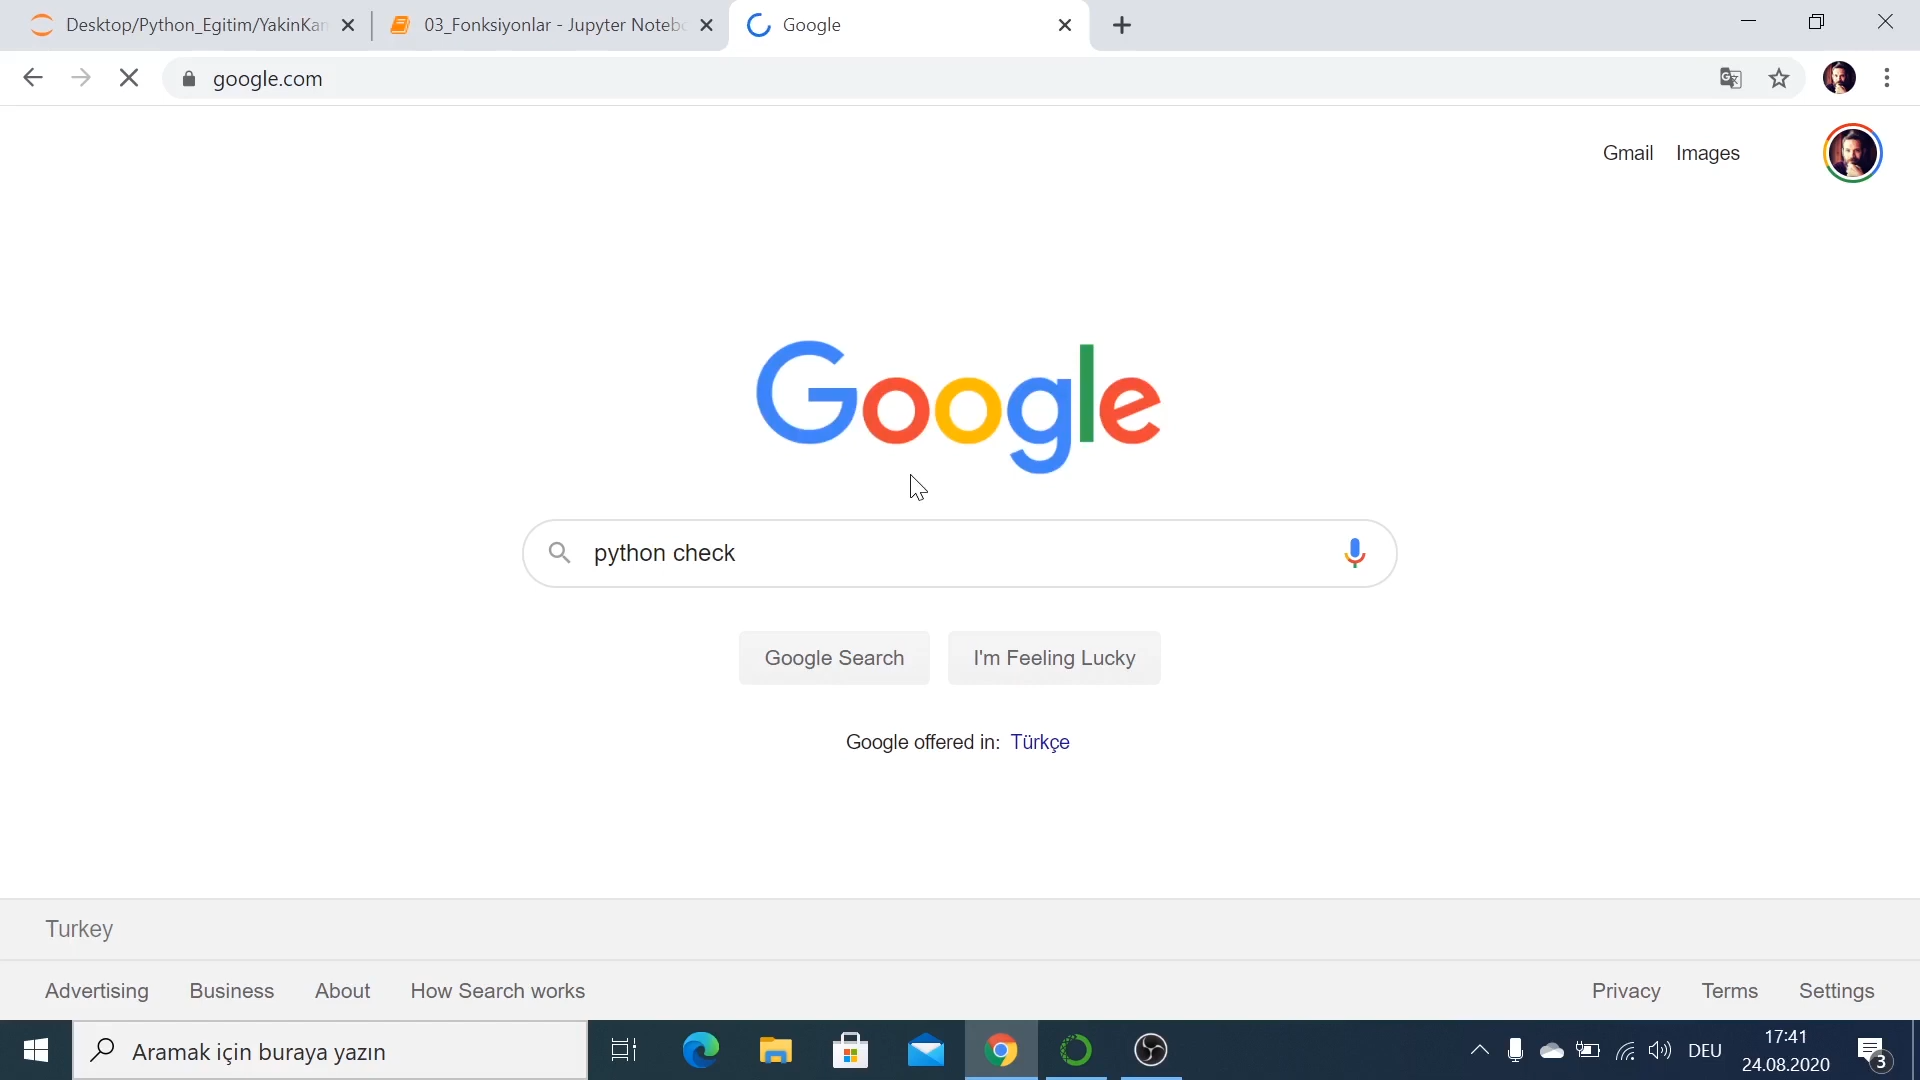 Desktop/Python_Egitim/YakinKan
03_Fonksiyonlar - Jupyter Notebo
Google
google.com
Gmail
Images
Google
python check
Google Search
I'm Feeling Lucky
Google offered in: Türkçe
Turkey
Advertising
Business
About
How Search works
Privacy
Terms
Settings
Aramak için buraya yazın
DEU
17:41
24.08.2020
3